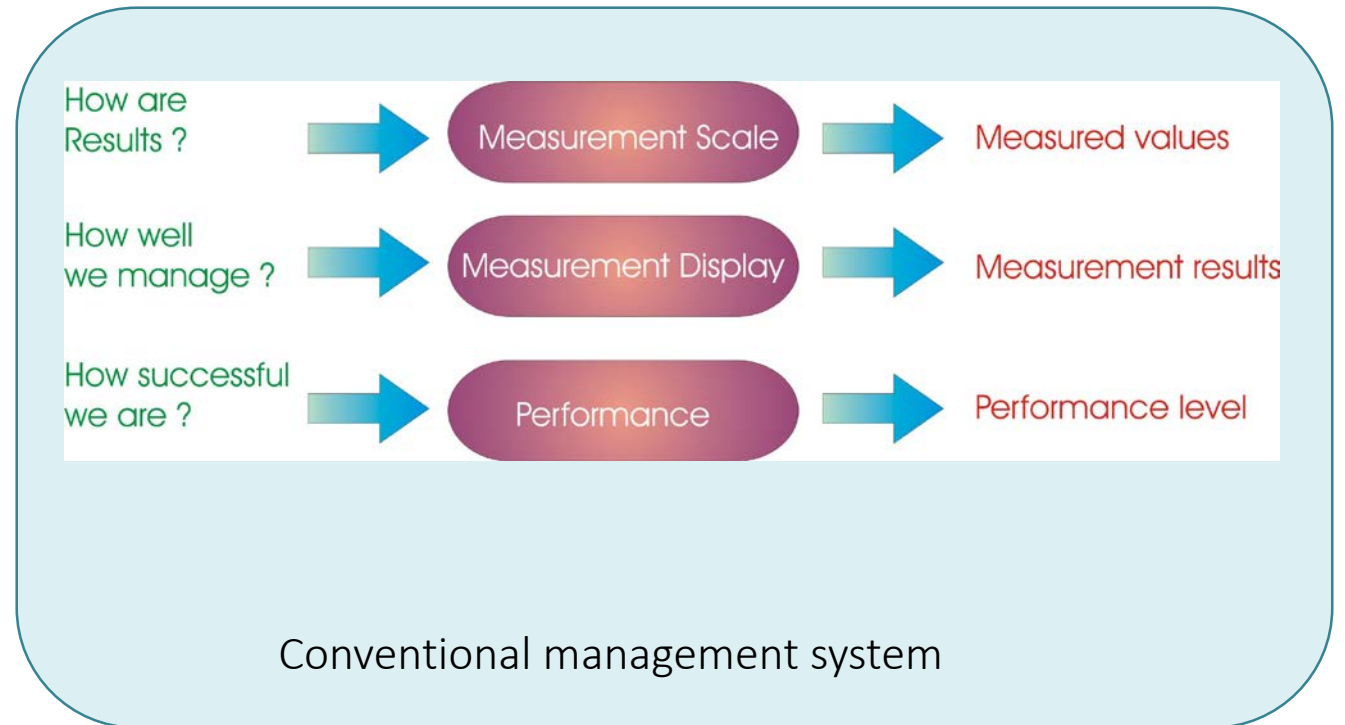 How are
Results ?
Measurement Scale
Measured values
How well
we manage ?
Measurement Display
Measurement results
How successful
we are ?
Performance
Performance level
Conventional management system